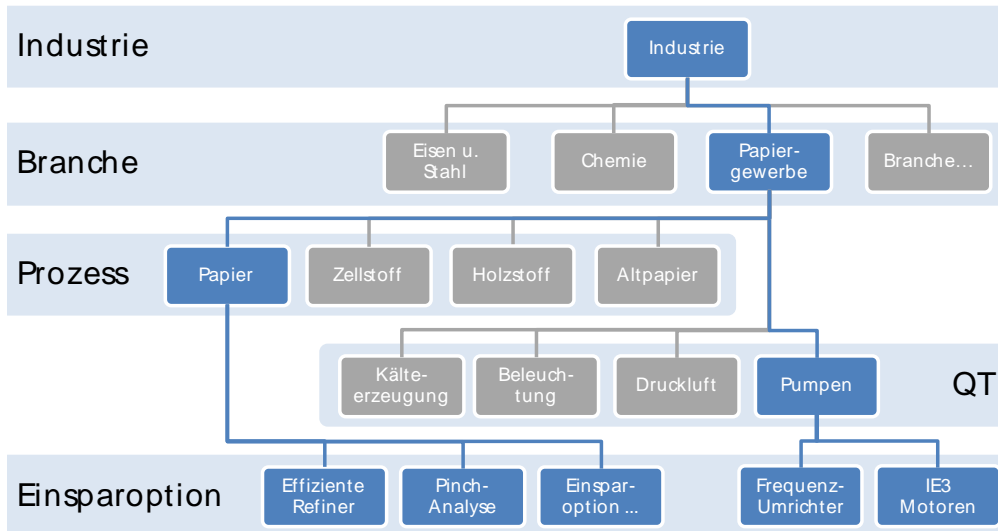 Industrie
Industrie
Branche
Eisen u.
Stahl
Chemie
Papier-
gewerbe
Branche…
Prozess
Papier
Zellstoff
Holzstoff
Altpapier
Kälte-
erzeugung
Beleuch-
tung
Druckluft
Pumpen
QT
Einsparoption
Effiziente
Refiner
Pinch-
Analyse
Einspar-
option ...
Frequenz-
Umrichter
IE3
Motoren